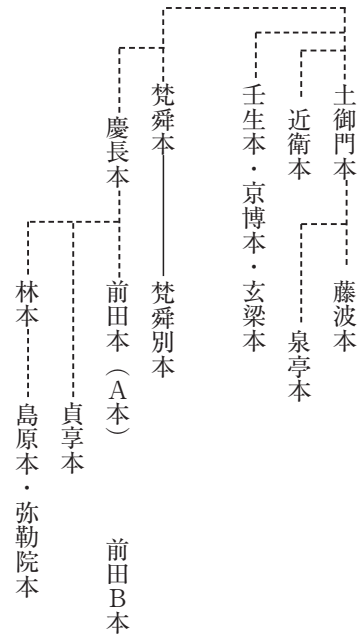 土御門本
藤波本
近衛本
泉亭本
壬生本・京博本・玄梁本
梵舜本
梵舜別本
慶長本
前田本（A本）
前田B本
貞享本
林本
島原本・弥勒院本